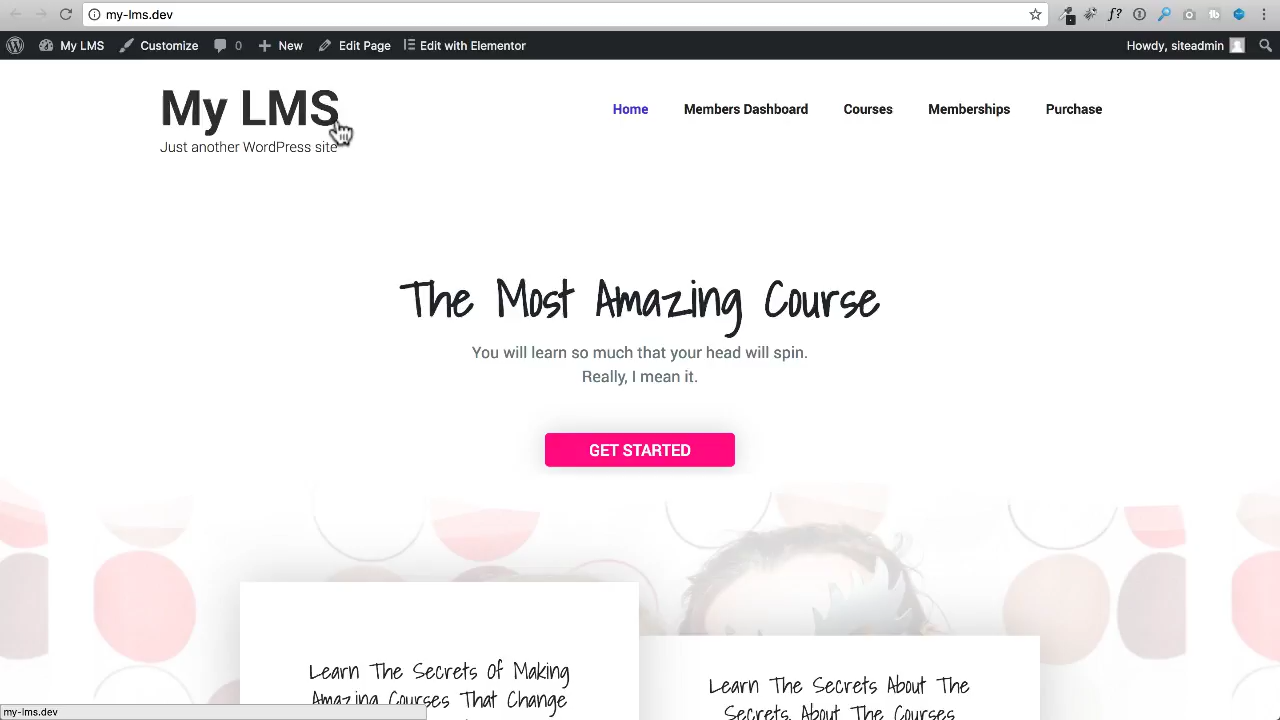 my-lms.dev
My LMS
Customize
0
New
Edit Page
Edit with Elementor
Howdy, siteadmin
My LMS
Just another WordPress site
Home
Members Dashboard
Courses
Memberships
Purchase
The Most Amazing Course
You will learn so much that your head will spin.
Really, I mean it.
GET STARTED
Learn The Secrets Of Making
Amazing Courses That Change
Learn The Secrets About The
Secrets About The Courses
my-lms.dev